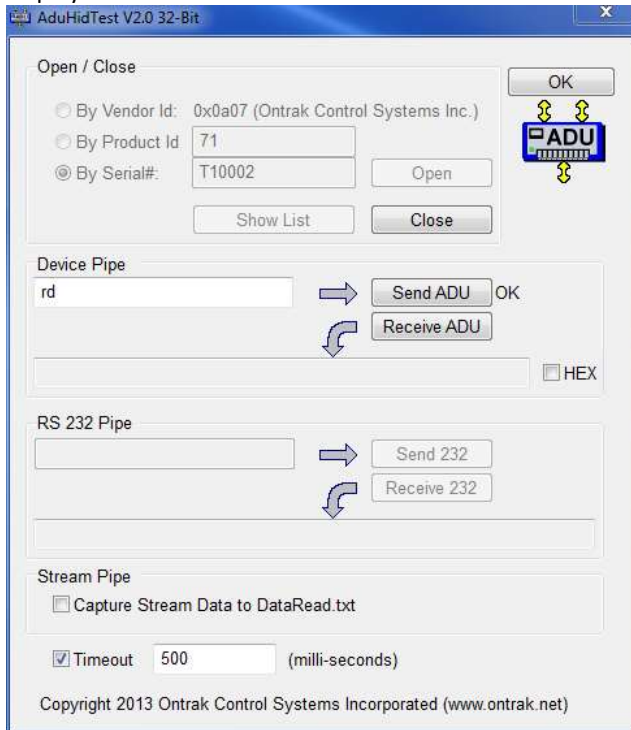 AduHidTest V2.0 32-Bit
x
Open / Close
OK
By Vendor Id: 0x0a07 (Ontrak Control Systems Inc.)
By Product Id 71
ADU
By Serial#: T10002 Open
Show List Close
Device Pipe
rd Send ADU OK
Receive ADU
HEX
RS 232 Pipe
Send 232
Receive 232
Stream Pipe
Capture Stream Data to DataRead.txt
Timeout 500 (milli-seconds)
Copyright 2013 Ontrak Control Systems Incorporated (www.ontrak.net)